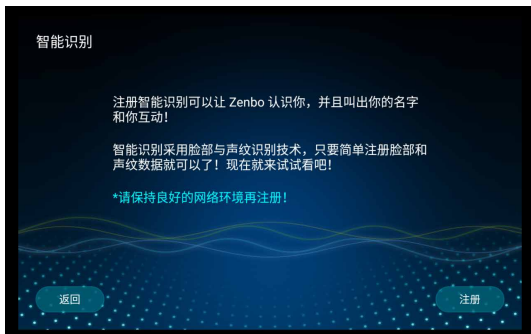 智能识别
注册智能识别可以让 Zenbo 认识你，并且叫出你的名字
和你互动！
智能识别采用脸部与声纹识别技术，只要简单注册脸部和
声纹数据就可以了！现在就来试试看吧！
*请保持良好的网络环境再注册！
返回
注册